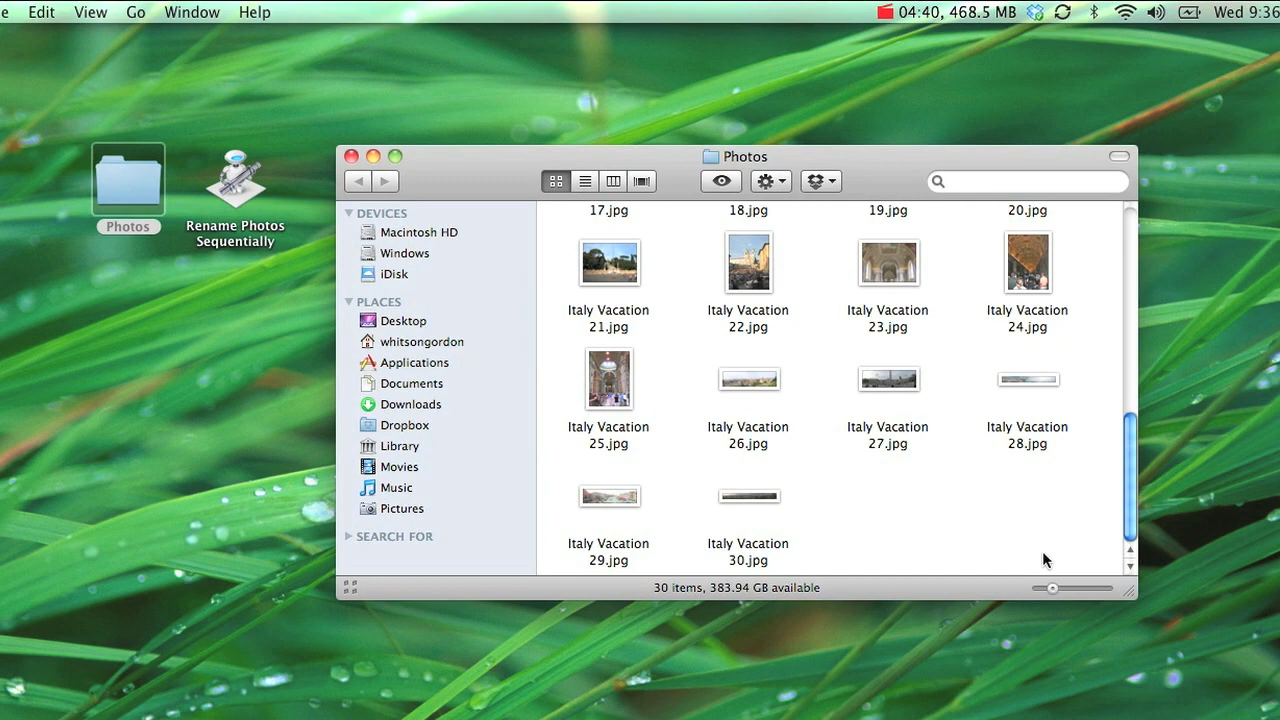 e Edit View Go Window Help 04:40, 468.5 MB Wed 9:36
Photos
17.jpg 18.jpg 19.jpg 20.jpg
DEVICES
Macintosh HD
Windows
iDisk
PLACES
Desktop
whitsongordon
Applications
Documents
Downloads
Dropbox
Library
Movies
Music
Pictures
SEARCH FOR
Italy Vacation 21.jpg
Italy Vacation 22.jpg
Italy Vacation 23.jpg
Italy Vacation 24.jpg
Italy Vacation 25.jpg
Italy Vacation 26.jpg
Italy Vacation 27.jpg
Italy Vacation 28.jpg
Italy Vacation 29.jpg
Italy Vacation 30.jpg
30 items, 383.94 GB available
Photos
Rename Photos
Sequentially